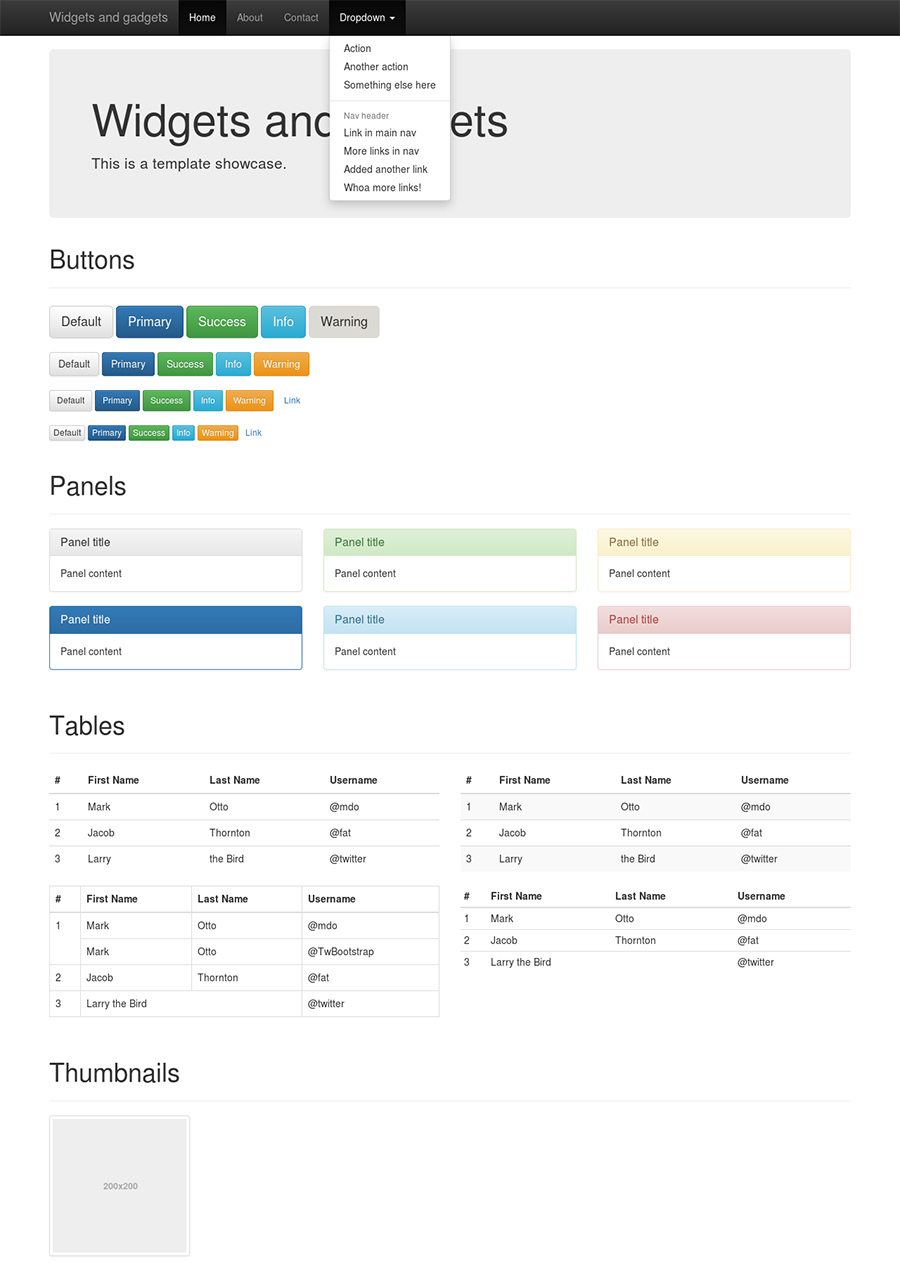 Widgets and gadgets Home About Contact Dropdown
Action
Another action
Something else here
Nav header
Link in main nav
More links in nav
Added another link
Whoa more links!
Widgets and ets
This is a template showcase.
Buttons
Default Primary Success Info Warning
Default Primary Success Info Warning
Default Primary Success Info Warning Link
Default Primary Success Info Warning Link
Panels
Panel title
Panel content
Panel title
Panel content
Panel title
Panel content
Panel title
Panel content
Panel title
Panel content
Panel title
Panel content
Tables
# First Name Last Name Username
1 Mark Otto @mdo
2 Jacob Thornton @fat
3 Larry the Bird @twitter
# First Name Last Name Username
1 Mark Otto @mdo
2 Jacob Thornton @fat
3 Larry the Bird @twitter
# First Name Last Name Username
1 Mark Otto @mdo
Mark Otto @TwBootstrap
2 Jacob Thornton @fat
3 Larry the Bird @twitter
# First Name Last Name Username
1 Mark Otto @mdo
2 Jacob Thornton @fat
3 Larry the Bird @twitter
Thumbnails
200x200